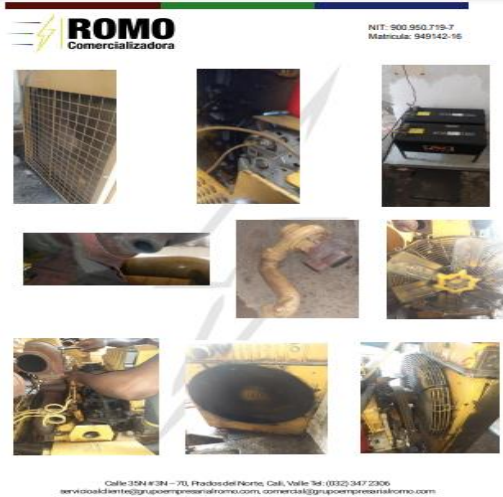 ROMO
Comercializadora
NIT: 900.950.719-7
Matricula: 949142-16
Calle 35N #3N – 70, Prados del Norte, Cali, Valle Tel: (032) 347 2306
servicioalcliente@grupoempresarialromo.com, comercial@grupoempresarialromo.com